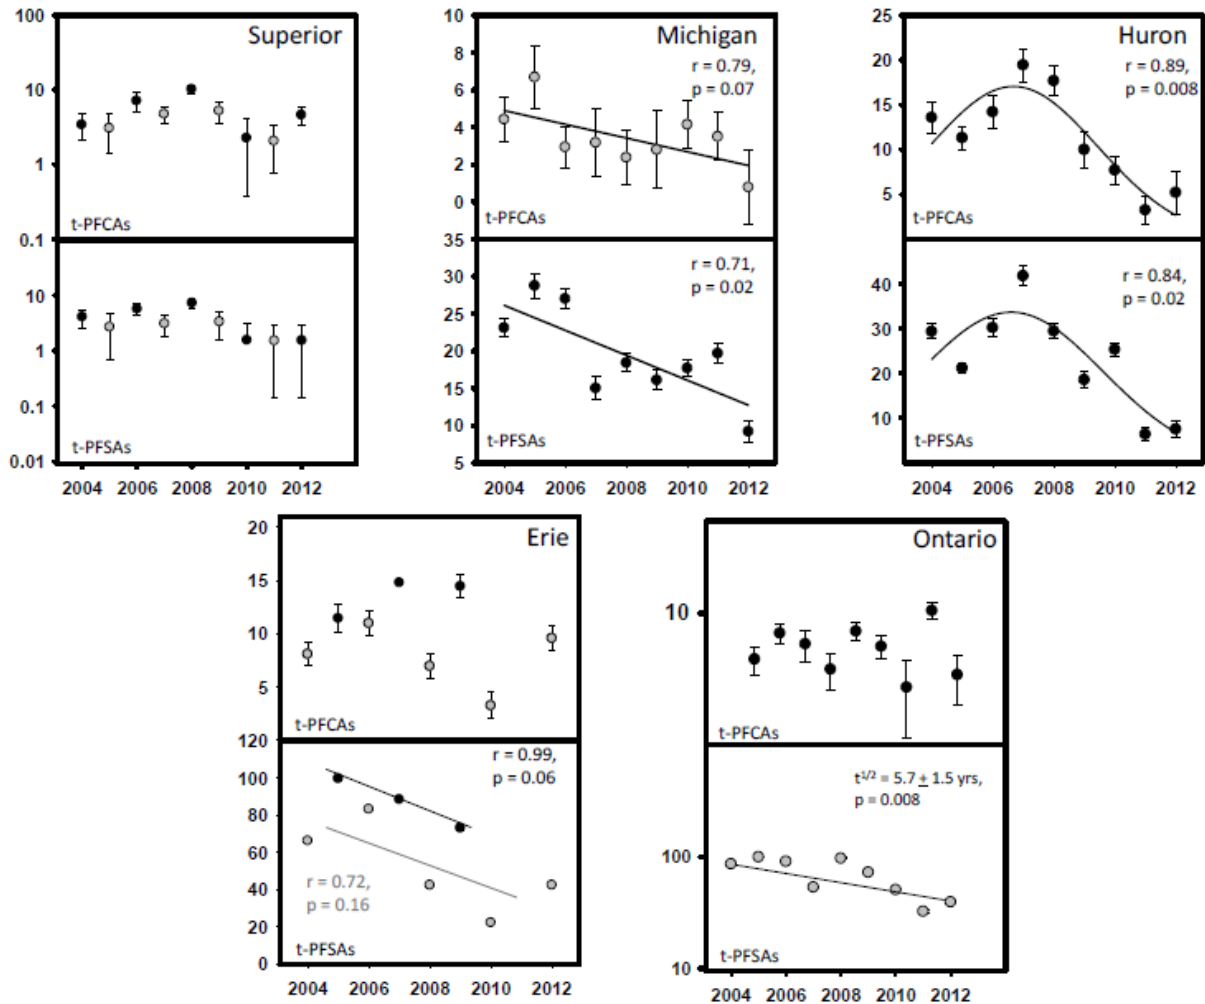 Superior
100
10
1
0.1
t-PFCAs
10
1
0.1
0.01
t-PFSAs
2004 2006 2008 2010 2012
Michigan
r = 0.79,
p = 0.07
10
8
6
4
2
0
t-PFCAs
35
30
25
20
15
10
5
r = 0.71,
p = 0.02
t-PFSAs
2004 2006 2008 2010 2012
Huron
r = 0.89,
p = 0.008
25
20
15
10
5
t-PFCAs
40
30
20
10
r = 0.84,
p = 0.02
t-PFSAs
2004 2006 2008 2010 2012
Erie
20
15
10
5
t-PFCAs
120
100
80
60
40
20
0
r = 0.99,
p = 0.06
r = 0.72,
p = 0.16
t-PFSAs
2004 2006 2008 2010 2012
Ontario
10
t-PFCAs
t1/2 = 5.7 ± 1.5 yrs,
p = 0.008
100
10
t-PFSAs
2004 2006 2008 2010 2012